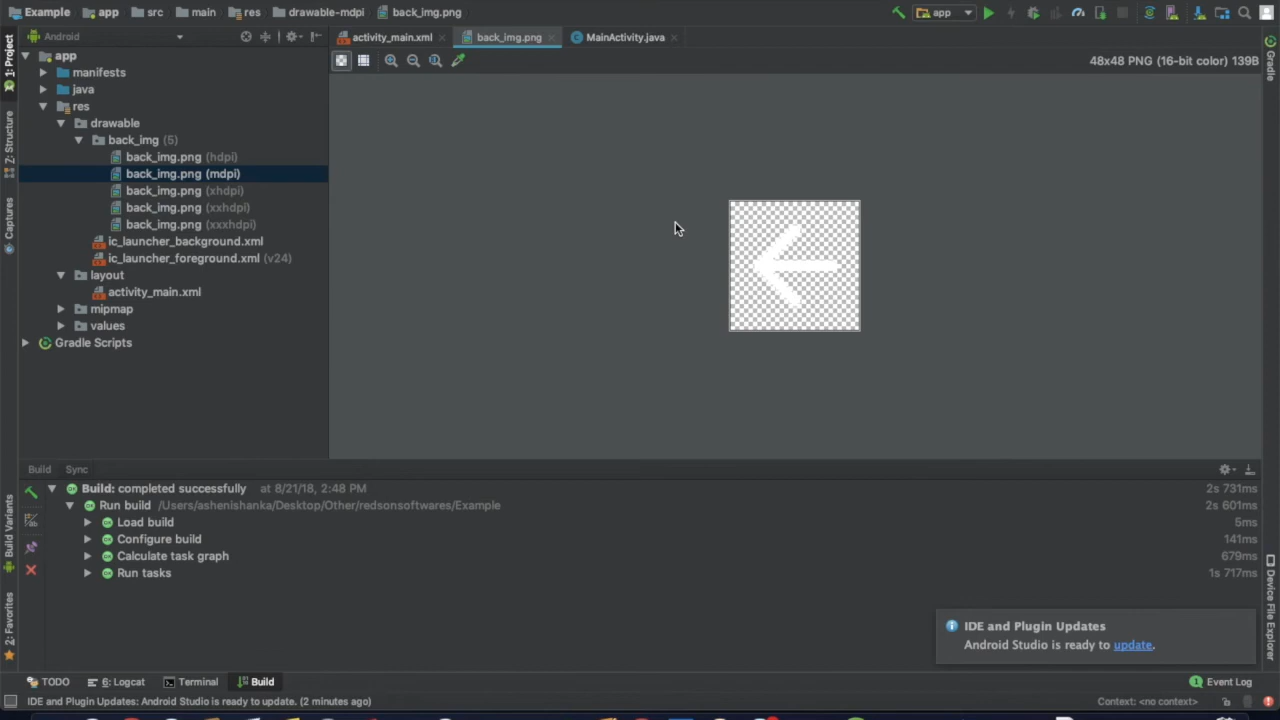 Example app src main res drawable-mdpi back_img.png app
1: Project
Android
activity_main.xml back_img.png MainActivity.java
Gradle
48x48 PNG (16-bit color) 139B
app
manifests
java
res
drawable
back_img (5)
back_img.png (hdpi)
back_img.png (mdpi)
back_img.png (xhdpi)
back_img.png (xxhdpi)
back_img.png (xxxhdpi)
ic_launcher_background.xml
ic_launcher_foreground.xml (v24)
layout
activity_main.xml
mipmap
values
Gradle Scripts
Z: Structure
Captures
Build Variants
2: Favorites
Build Sync
Build: completed successfully at 8/21/18, 2:48 PM 2s 731ms
Run build /Users/ashenishanka/Desktop/Other/redsonsoftwares/Example 2s 601ms
Load build 5ms
Configure build 141ms
Calculate task graph 679ms
Run tasks 1s 717ms
Device File Explorer
IDE and Plugin Updates
Android Studio is ready to update.
TODO 6: Logcat Terminal Build 1 Event Log
IDE and Plugin Updates: Android Studio is ready to update. (2 minutes ago) Context: <no context>